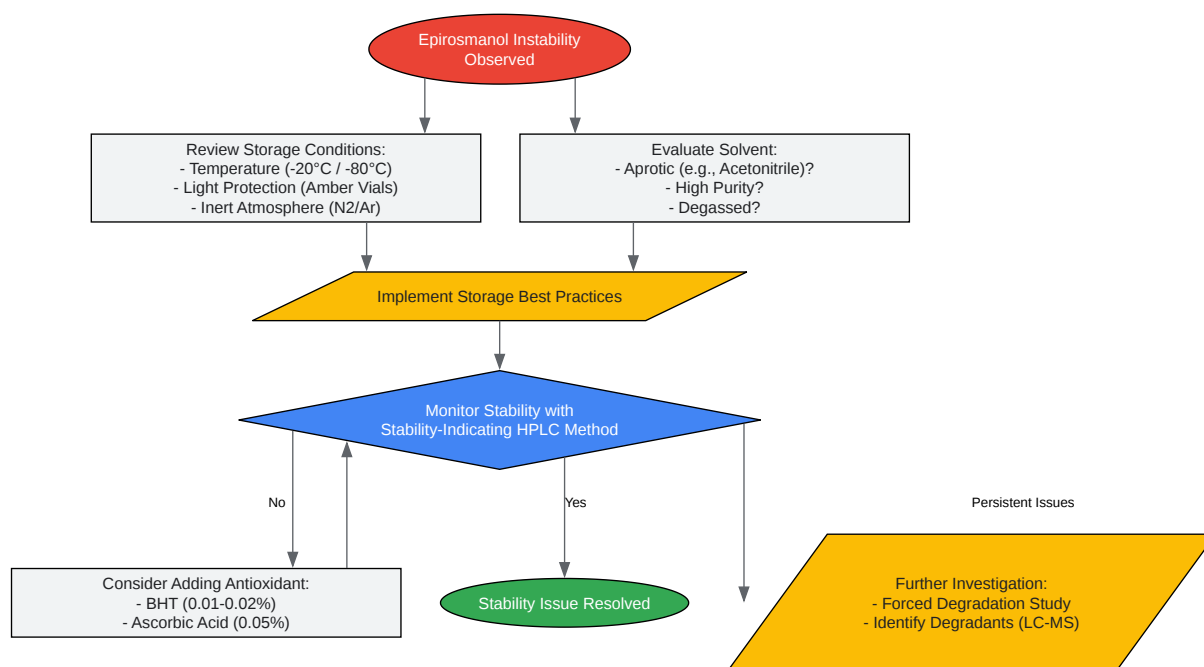 Epirosmanol Instability
Observed
Review Storage Conditions:
- Temperature (-20°C / -80°C)
- Light Protection (Amber Vials)
- Inert Atmosphere (N2/Ar)
Evaluate Solvent:
- Aprotic (e.g., Acetonitrile)?
- High Purity?
- Degassed?
Implement Storage Best Practices
Monitor Stability with
Stability-Indicating HPLC Method
No
Yes
Persistent Issues
Consider Adding Antioxidant:
- BHT (0.01-0.02%)
- Ascorbic Acid (0.05%)
Stability Issue Resolved
Further Investigation:
- Forced Degradation Study
- Identify Degradants (LC-MS)